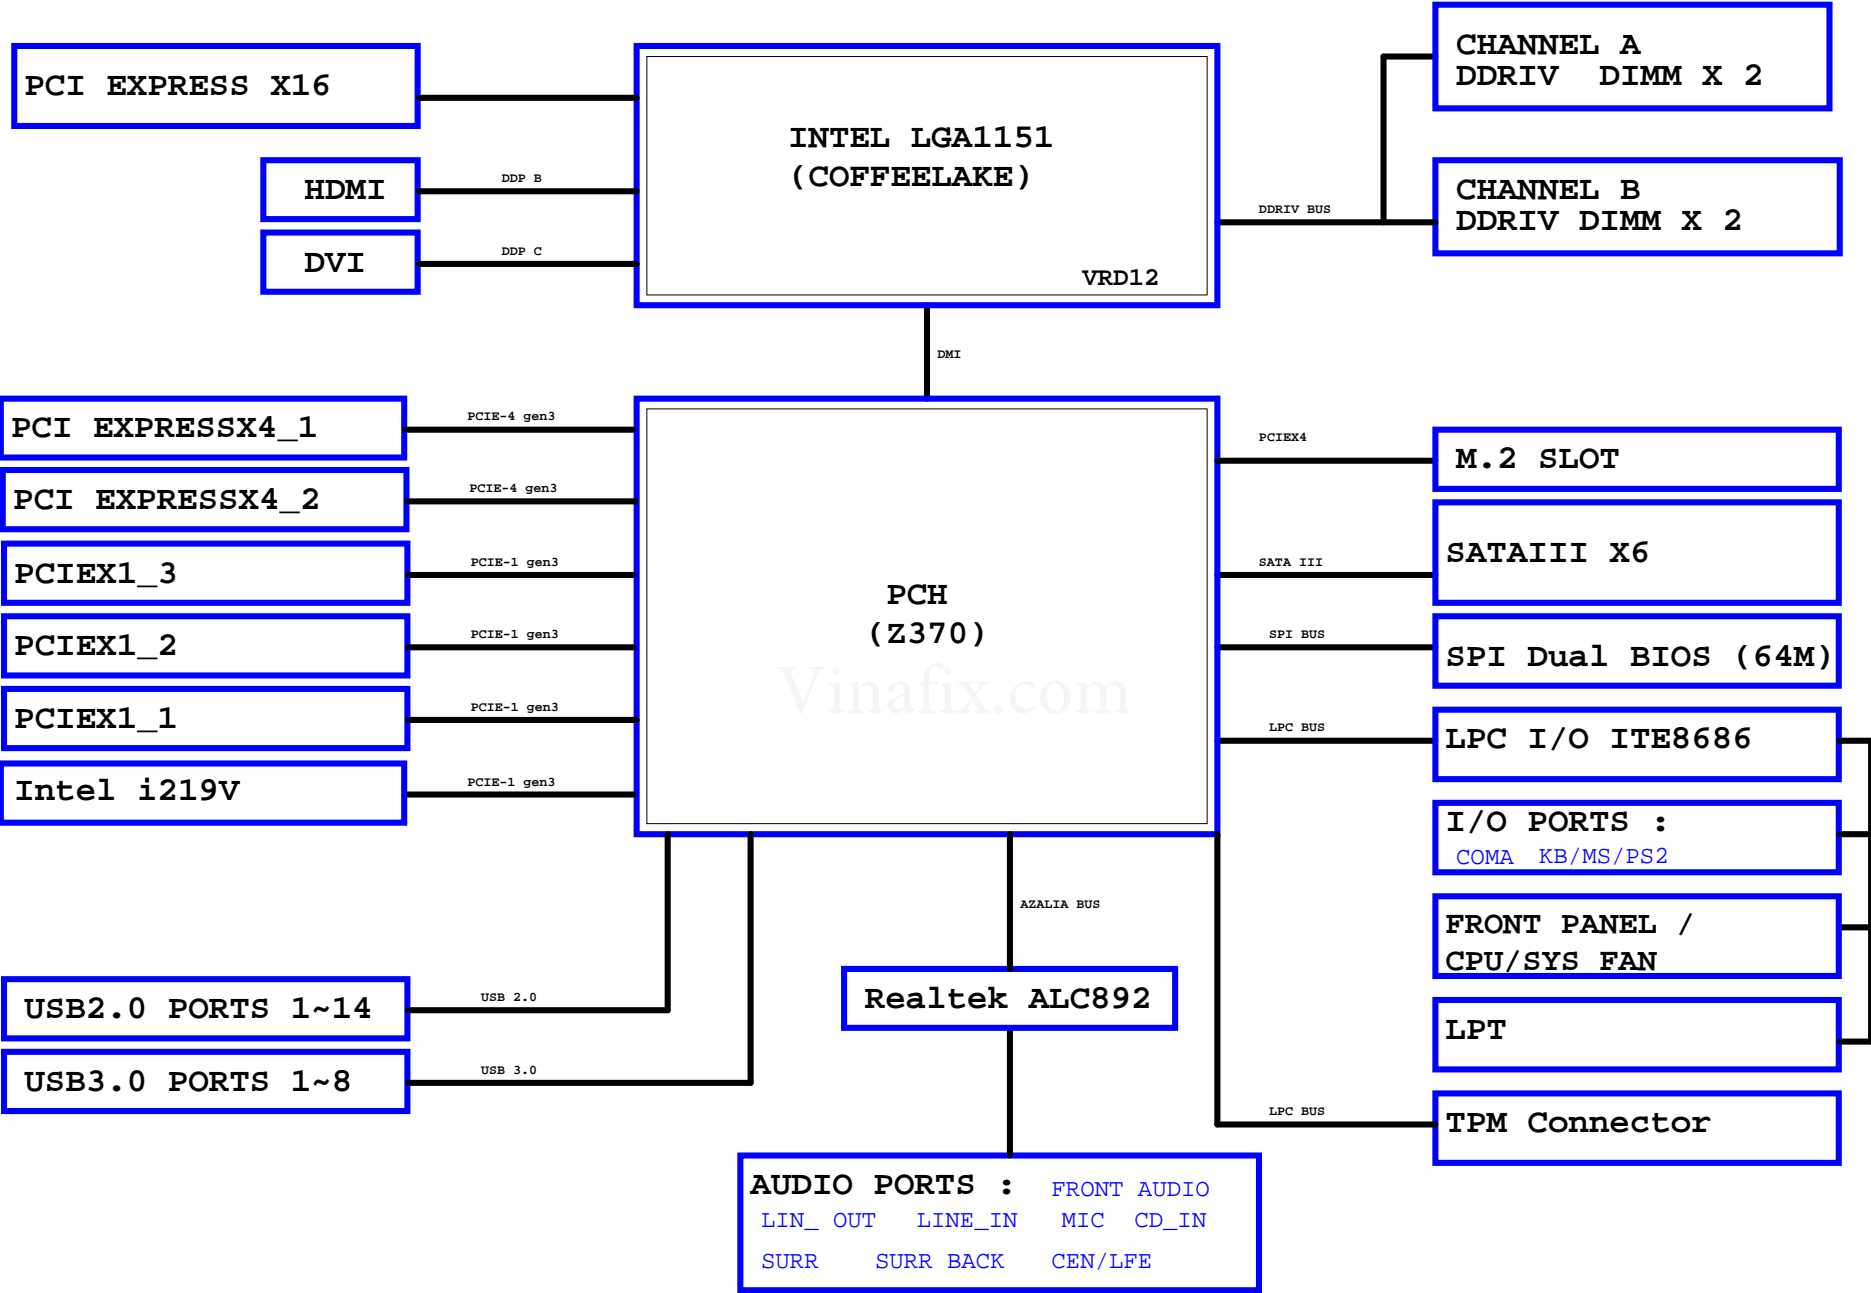 PCI EXPRESS X16
HDMI
DDP B
DVI
DDP C
INTEL LGA1151
(COFFEELAKE)
VRD12
DDRIV BUS
CHANNEL A
DDRIV DIMM X 2
CHANNEL B
DDRIV DIMM X 2
DMI
PCI EXPRESSX4_1
PCIE-4 gen3
PCI EXPRESSX4_2
PCIE-4 gen3
PCIEX1_3
PCIE-1 gen3
PCIEX1_2
PCIE-1 gen3
PCIEX1_1
PCIE-1 gen3
Intel i219V
PCIE-1 gen3
PCH
(Z370)
Vinafix.com
PCIEX4
M.2 SLOT
SATA III
SATAIII X6
SPI BUS
SPI Dual BIOS (64M)
LPC BUS
LPC I/O ITE8686
I/O PORTS :
COMA KB/MS/PS2
FRONT PANEL /
CPU/SYS FAN
LPT
LPC BUS
TPM Connector
USB2.0 PORTS 1~14
USB 2.0
USB3.0 PORTS 1~8
USB 3.0
AZALIA BUS
Realtek ALC892
AUDIO PORTS : FRONT AUDIO
LIN_ OUT LINE_IN MIC CD_IN
SURR SURR BACK CEN/LFE